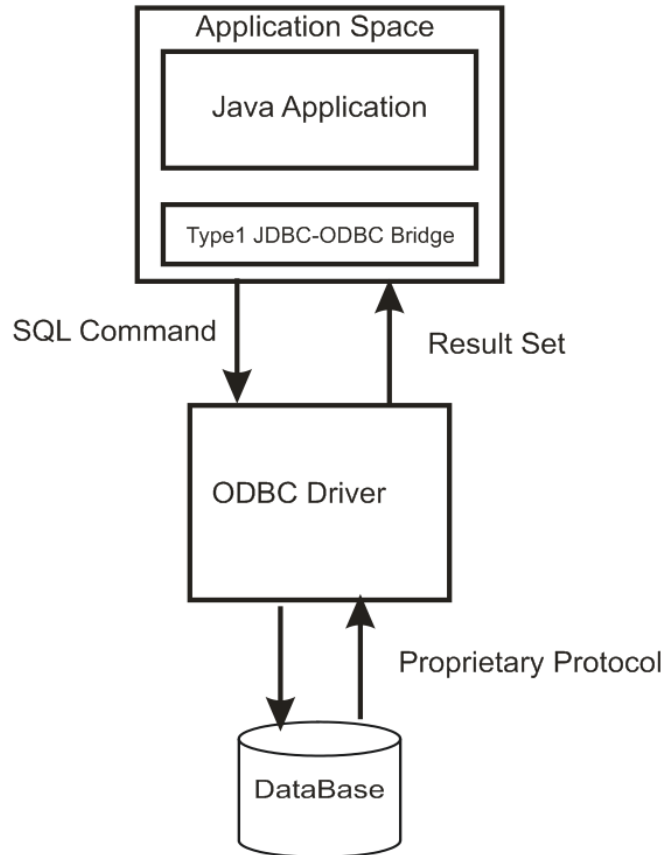 Application Space
Java Application
Type1 JDBC-ODBC Bridge
SQL Command
Result Set
ODBC Driver
Proprietary Protocol
DataBase